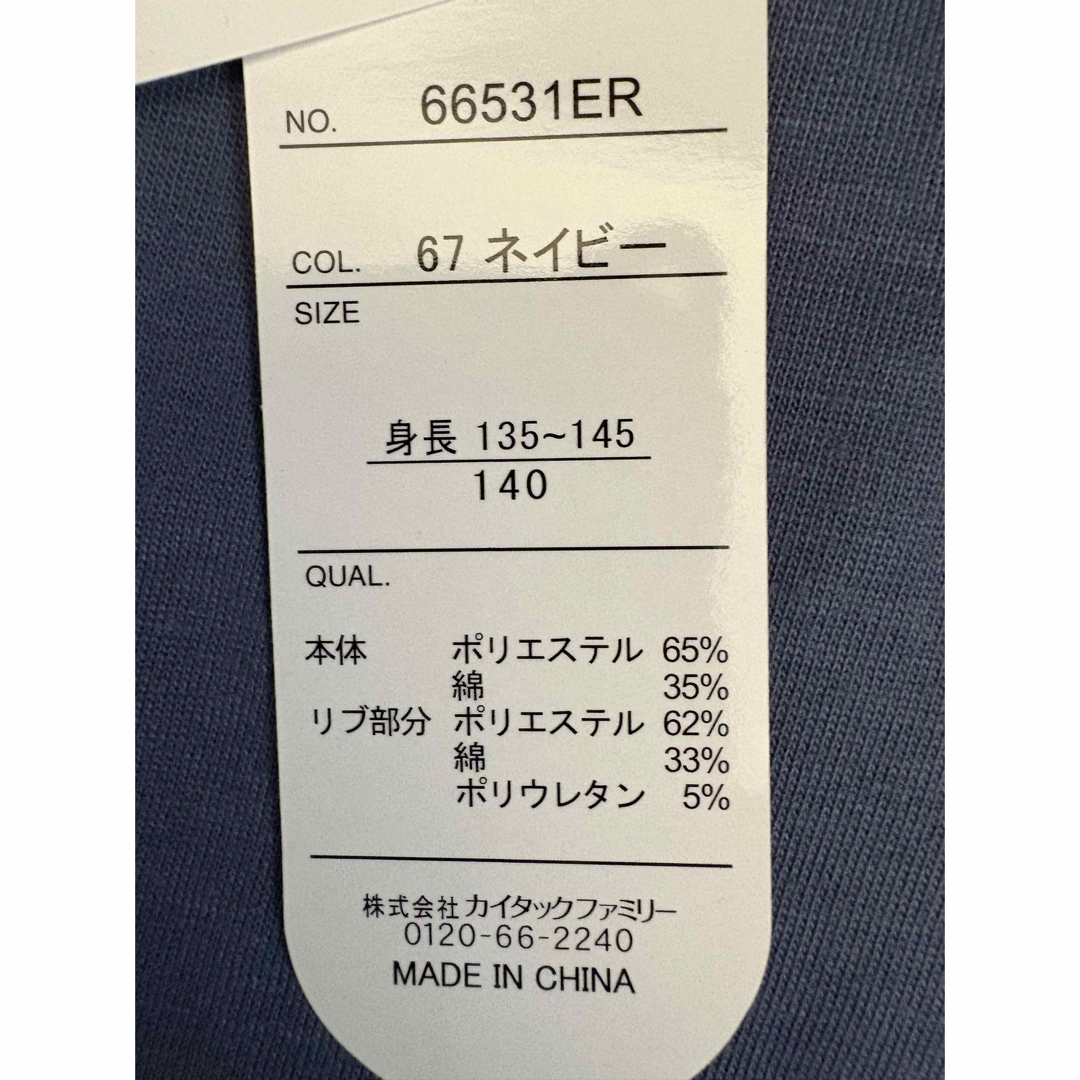 NO. 66531ER
COL. 67 ネイビー
SIZE
身長 135~145
140
QUAL.
本体 ポリエステル 65%
綿 35%
リブ部分 ポリエステル 62%
綿 33%
ポリウレタン 5%
株式会社カイタックファミリー
0120-66-2240
MADE IN CHINA